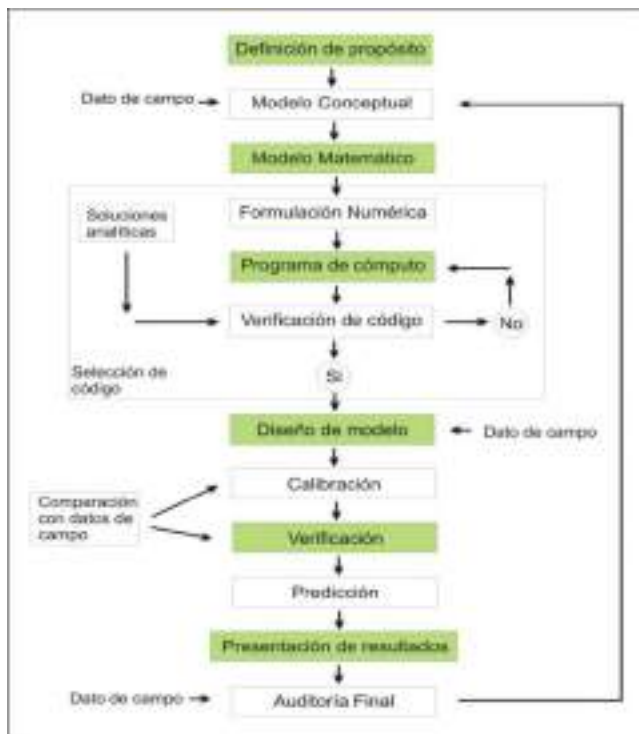 Definición de propósito
Dato de campo
Modelo Conceptual
Modelo Matemático
Soluciones
analíticas
Formulación Numérica
Programa de cómputo
Verificación de código
No
Selección de
código
Si
Diseño de modelo
Dato de campo
Calibración
Comparación
con datos de
campo
Verificación
Predicción
Presentación de resultados
Dato de campo
Auditoría Final